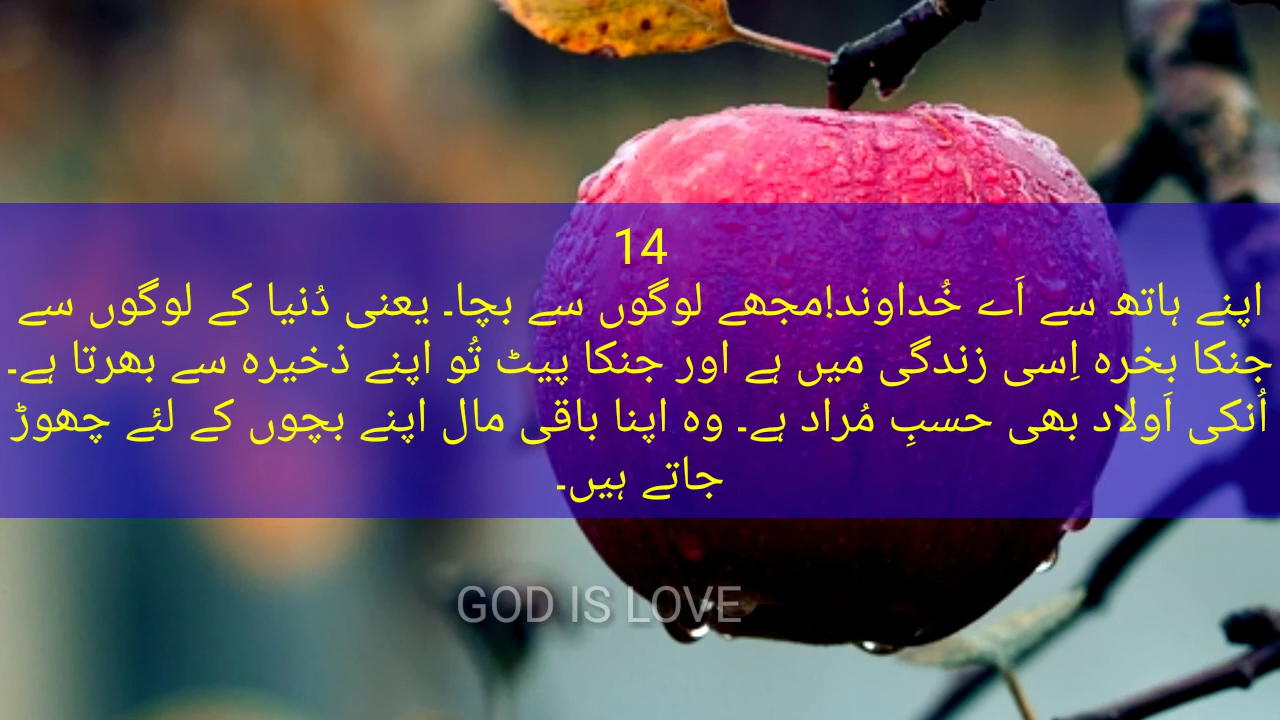 14
اپنے ہاتھ سے اَے خُداوند!مجھے لوگوں سے بچا۔ یعنی دُنیا کے لوگوں سے
جنکا بخرہ اِسی زندگی میں ہے اور جنکا پیٹ تُو اپنے ذخیرہ سے بھرتا ہے۔
اُنکی اَولاد بھی حسبِ مُراد ہے۔ وہ اپنا باقی مال اپنے بچوں کے لئے چھوڑ
جاتے ہیں۔
GOD IS LOVE